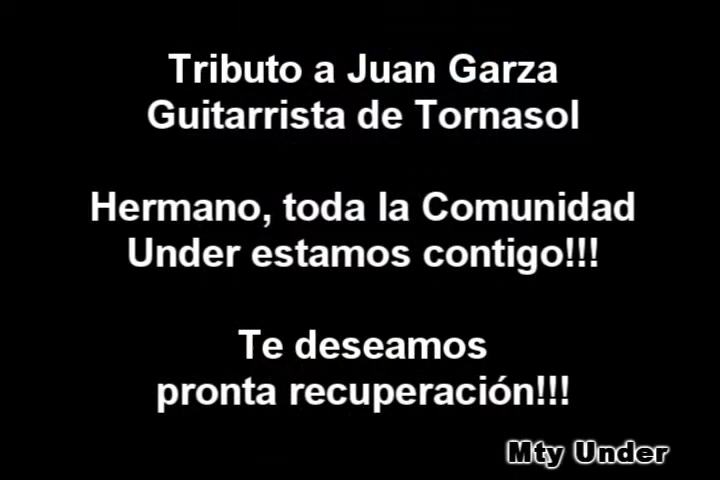 Tributo a Juan Garza
Guitarrista de Tornasol
Hermano, toda la Comunidad
Under estamos contigo!!!
Te deseamos
pronta recuperación!!!
Mty Under